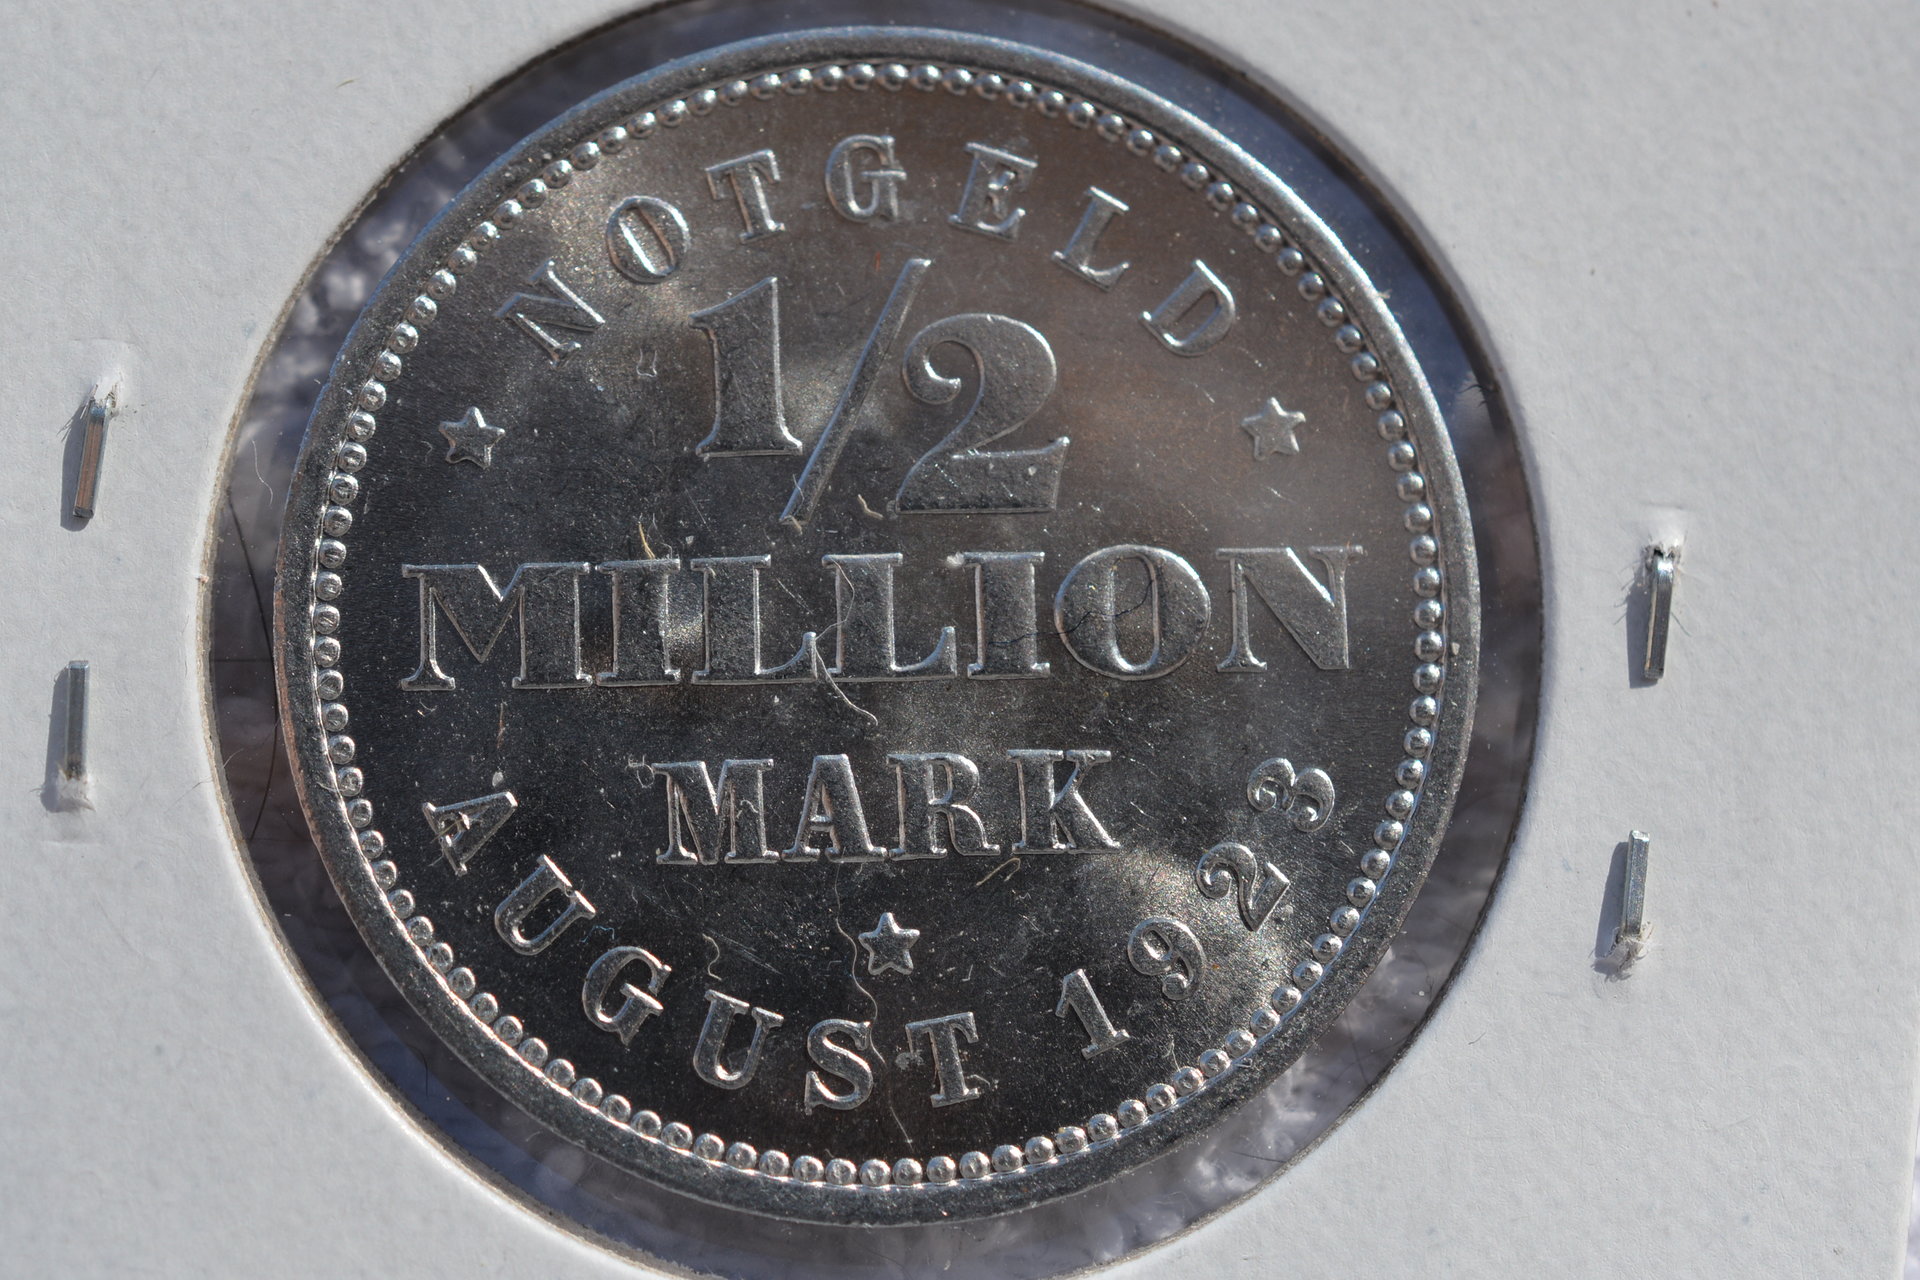 NOTGELD
1/2
MILLION
MARK
AUGUST 1923